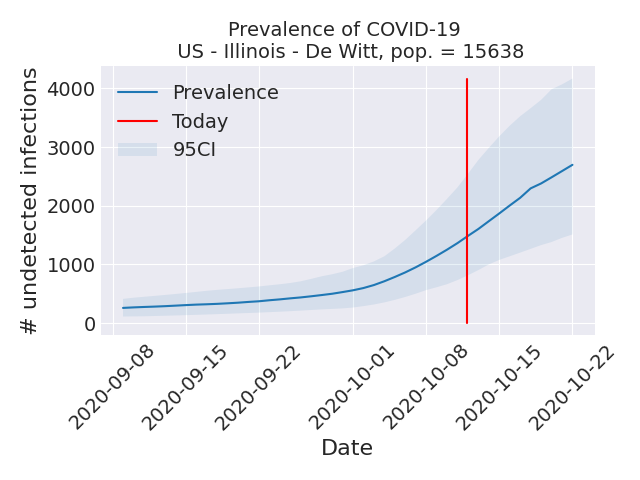 Prevalence of COVID-19
US - Illinois - De Witt, pop. = 15638
# undetected infections
4000
3000
2000
1000
0
Prevalence
Today
95CI
2020-09-08
2020-09-15
2020-09-22
2020-10-01
2020-10-08
2020-10-15
2020-10-22
Date